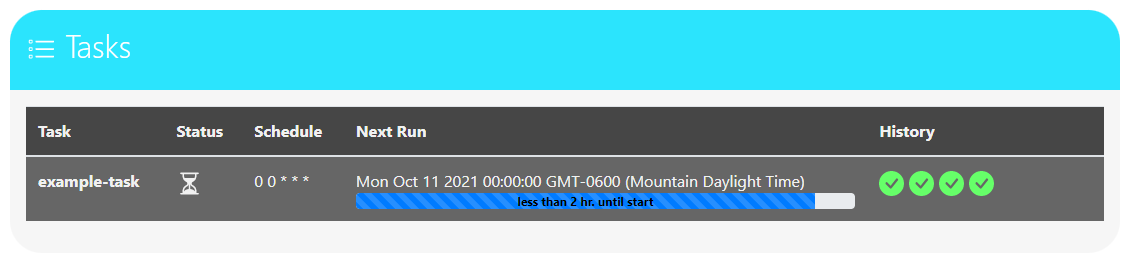 Tasks
Task Status Schedule Next Run History
example-task 0 0 * * * Mon Oct 11 2021 00:00:00 GMT-0600 (Mountain Daylight Time)
less than 2 hr. until start